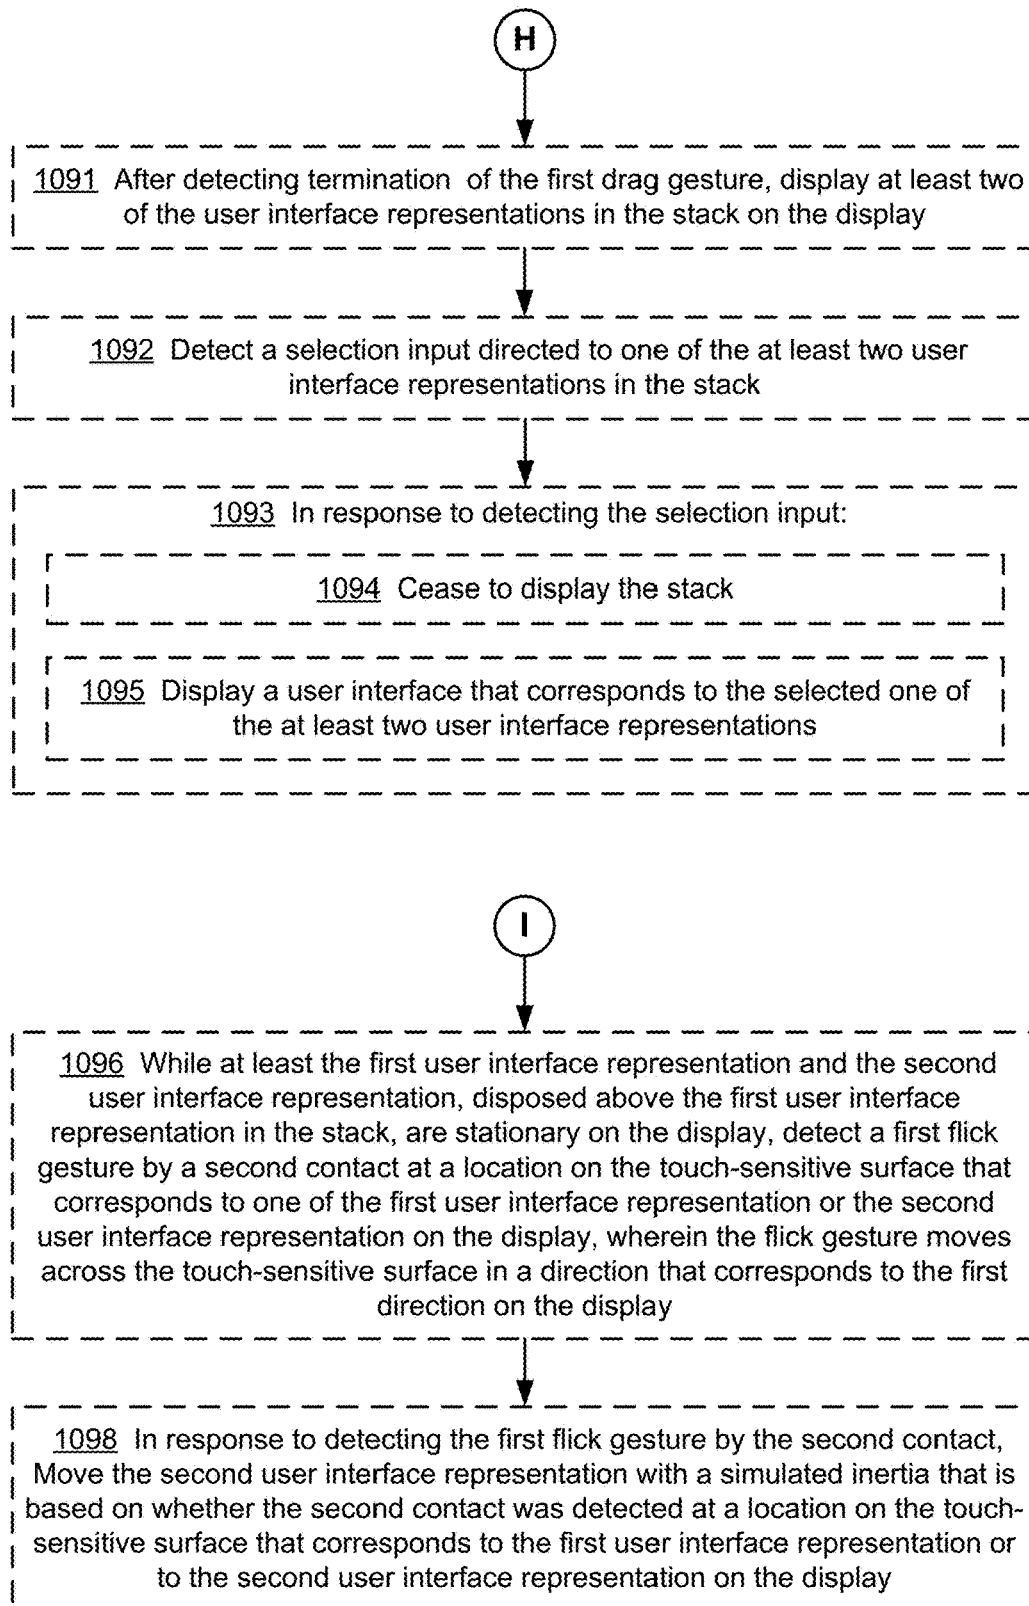 H
1091 After detecting termination of the first drag gesture, display at least two
of the user interface representations in the stack on the display
1092 Detect a selection input directed to one of the at least two user
interface representations in the stack
1093 In response to detecting the selection input:
1094 Cease to display the stack
1095 Display a user interface that corresponds to the selected one of
the at least two user interface representations
I
1096 While at least the first user interface representation and the second
user interface representation, disposed above the first user interface
representation in the stack, are stationary on the display, detect a first flick
gesture by a second contact at a location on the touch-sensitive surface that
corresponds to one of the first user interface representation or the second
user interface representation on the display, wherein the flick gesture moves
across the touch-sensitive surface in a direction that corresponds to the first
direction on the display
1098 In response to detecting the first flick gesture by the second contact,
Move the second user interface representation with a simulated inertia that is
based on whether the second contact was detected at a location on the touch-
sensitive surface that corresponds to the first user interface representation or
to the second user interface representation on the display